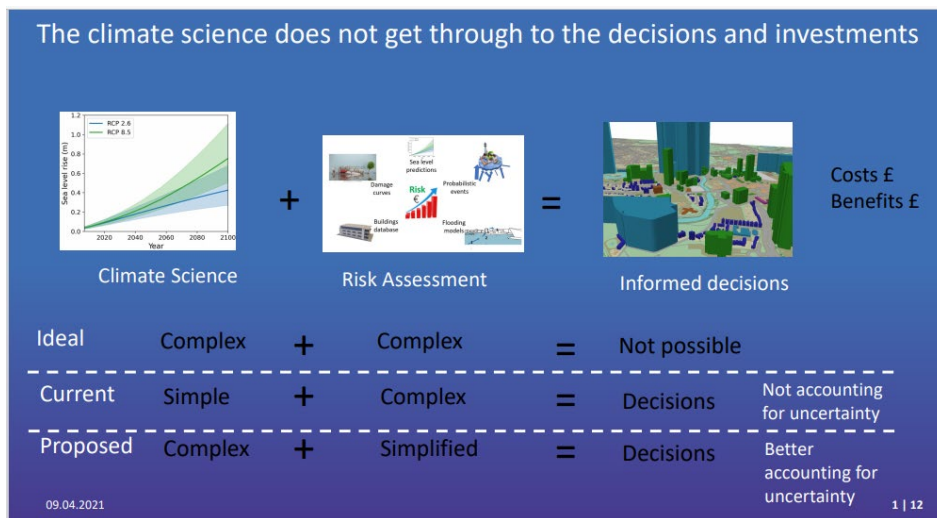 The climate science does not get through to the decisions and investments
1.2
1.0
0.8
0.6
0.4
0.2
0.0
Sea level rise (m)
RCP 2.6
RCP 8.5
2020 2040 2060 2080 2100
Year
Climate Science
+
Sea level
predictions
Damage
curves
Risk
€
Probabilistic
events
Buildings
database
Flooding
models
Risk Assessment
=
Informed decisions
Costs £
Benefits £
Ideal Complex + Complex = Not possible
Current Simple + Complex = Decisions Not accounting
for uncertainty
Proposed Complex + Simplified = Decisions Better
accounting for
uncertainty
09.04.2021 1 | 12